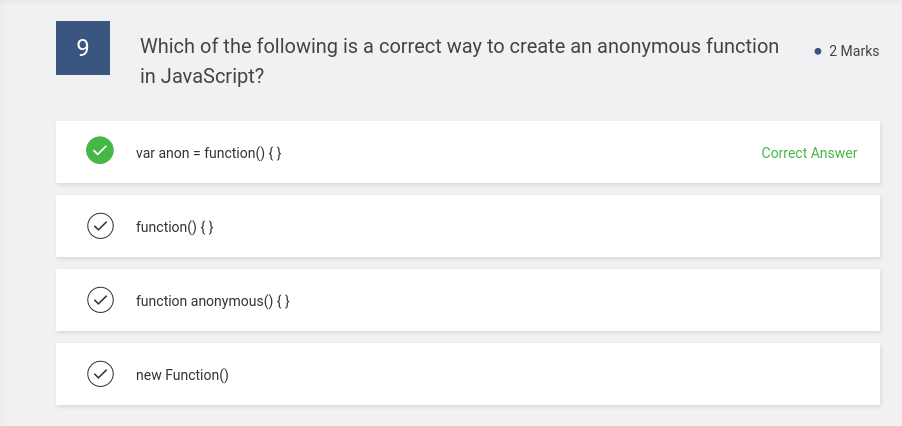 9
Which of the following is a correct way to create an anonymous function
in JavaScript?
2 Marks
var anon = function() { }
Correct Answer
function() { }
function anonymous() { }
new Function()